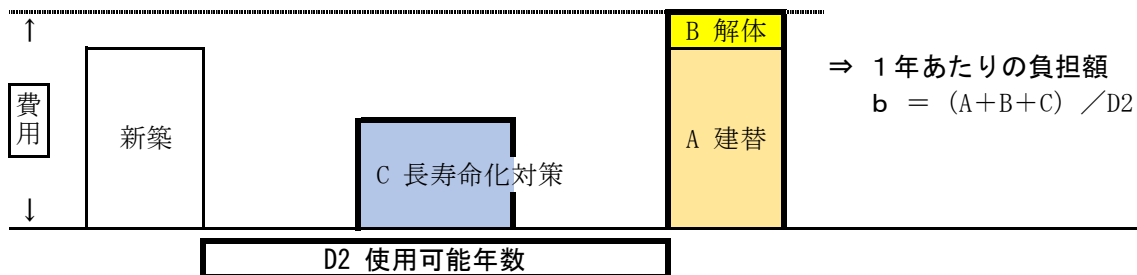 ↑
費用
↓
新築
C 長寿命化対策
B 解体
A 建替
⇒ １年あたりの負担額
b ＝ (A＋B＋C) ／D2
D2 使用可能年数